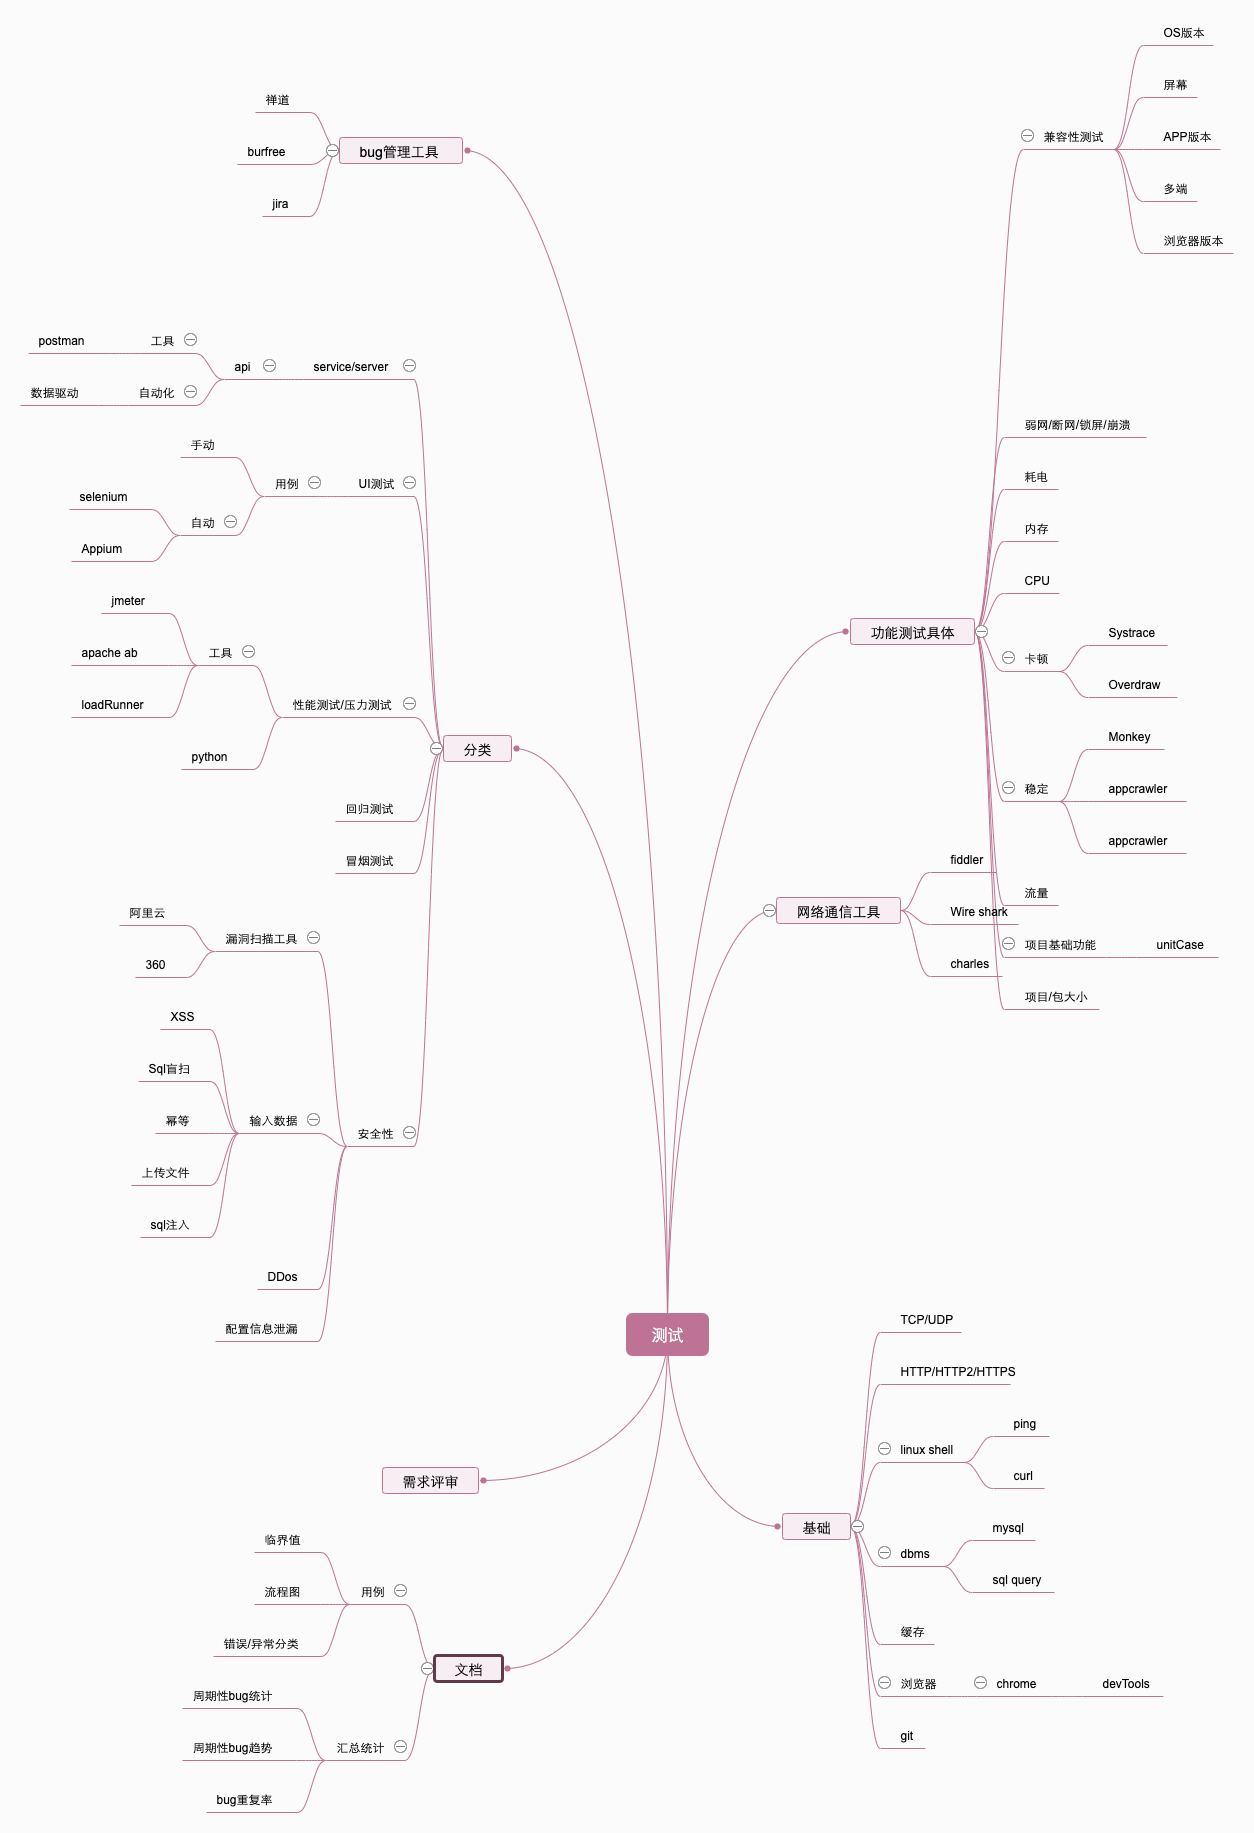 测试
bug管理工具
禅道
burfree
jira
分类
service/server
api
工具
postman
自动化
数据驱动
UI测试
用例
手动
自动
selenium
Appium
性能测试/压力测试
工具
jmeter
apache ab
loadRunner
python
回归测试
冒烟测试
安全性
漏洞扫描工具
阿里云
360
输入数据
XSS
Sql盲扫
幂等
上传文件
sql注入
DDos
配置信息泄漏
需求评审
文档
用例
临界值
流程图
错误/异常分类
汇总统计
周期性bug统计
周期性bug趋势
bug重复率
功能测试具体
兼容性测试
OS版本
屏幕
APP版本
多端
浏览器版本
弱网/断网/锁屏/崩溃
耗电
内存
CPU
卡顿
Systrace
Overdraw
稳定
Monkey
appcrawler
appcrawler
流量
项目基础功能
unitCase
项目/包大小
网络通信工具
fiddler
Wire shark
charles
基础
TCP/UDP
HTTP/HTTP2/HTTPS
linux shell
ping
curl
dbms
mysql
sql query
缓存
浏览器
chrome
devTools
git